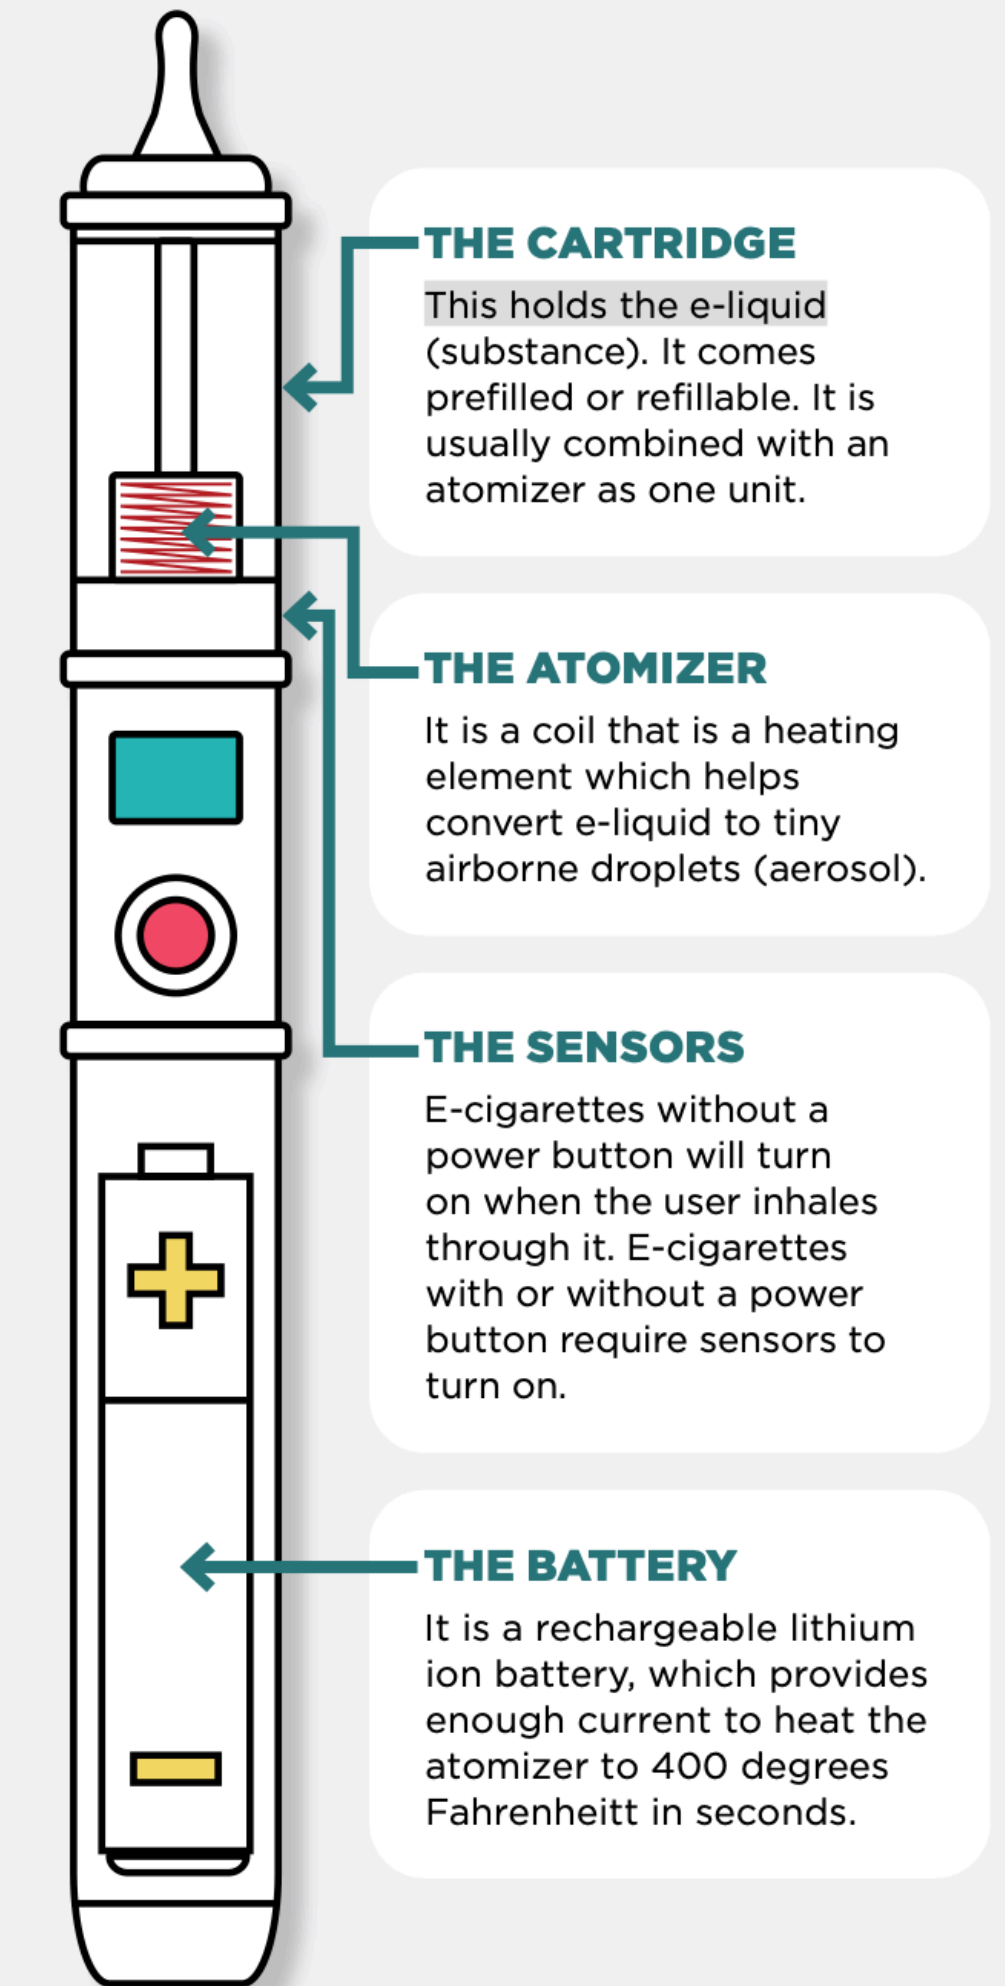 THE CARTRIDGE
This holds the e-liquid
(substance). It comes
prefilled or refillable. It is
usually combined with an
atomizer as one unit.
THE ATOMIZER
It is a coil that is a heating
element which helps
convert e-liquid to tiny
airborne droplets (aerosol).
THE SENSORS
E-cigarettes without a
power button will turn
on when the user inhales
through it. E-cigarettes
with or without a power
button require sensors to
turn on.
THE BATTERY
It is a rechargeable lithium
ion battery, which provides
enough current to heat the
atomizer to 400 degrees
Fahrenheitt in seconds.